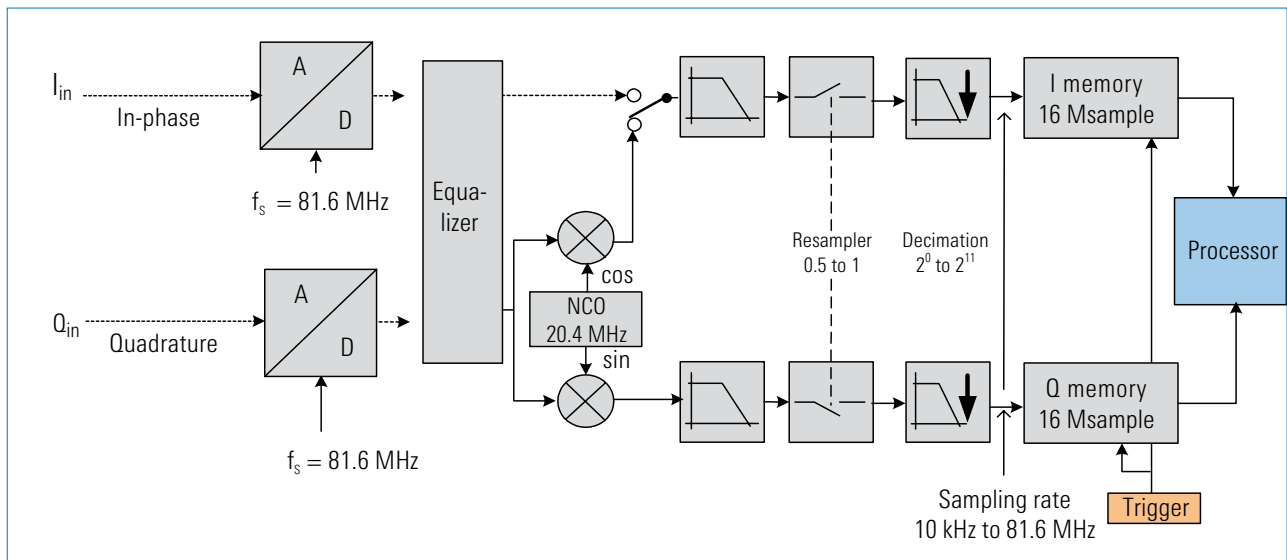 I_in
In-phase
A
D
f_s = 81.6 MHz
Q_in
Quadrature
A
D
f_s = 81.6 MHz
Equa-
lizer
cos
NCO
20.4 MHz
sin
Resampler
0.5 to 1
Decimation
2^0 to 2^11
I memory
16 Msample
Q memory
16 Msample
Processor
Sampling rate
10 kHz to 81.6 MHz
Trigger